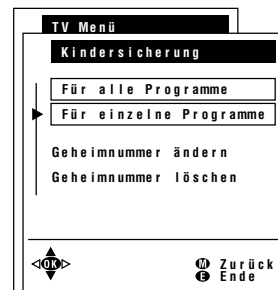 TV Menü
Kindersicherung
Für alle Programme
Für einzelne Programme
Geheimnummer ändern
Geheimnummer löschen
OK
M Zurück
E Ende